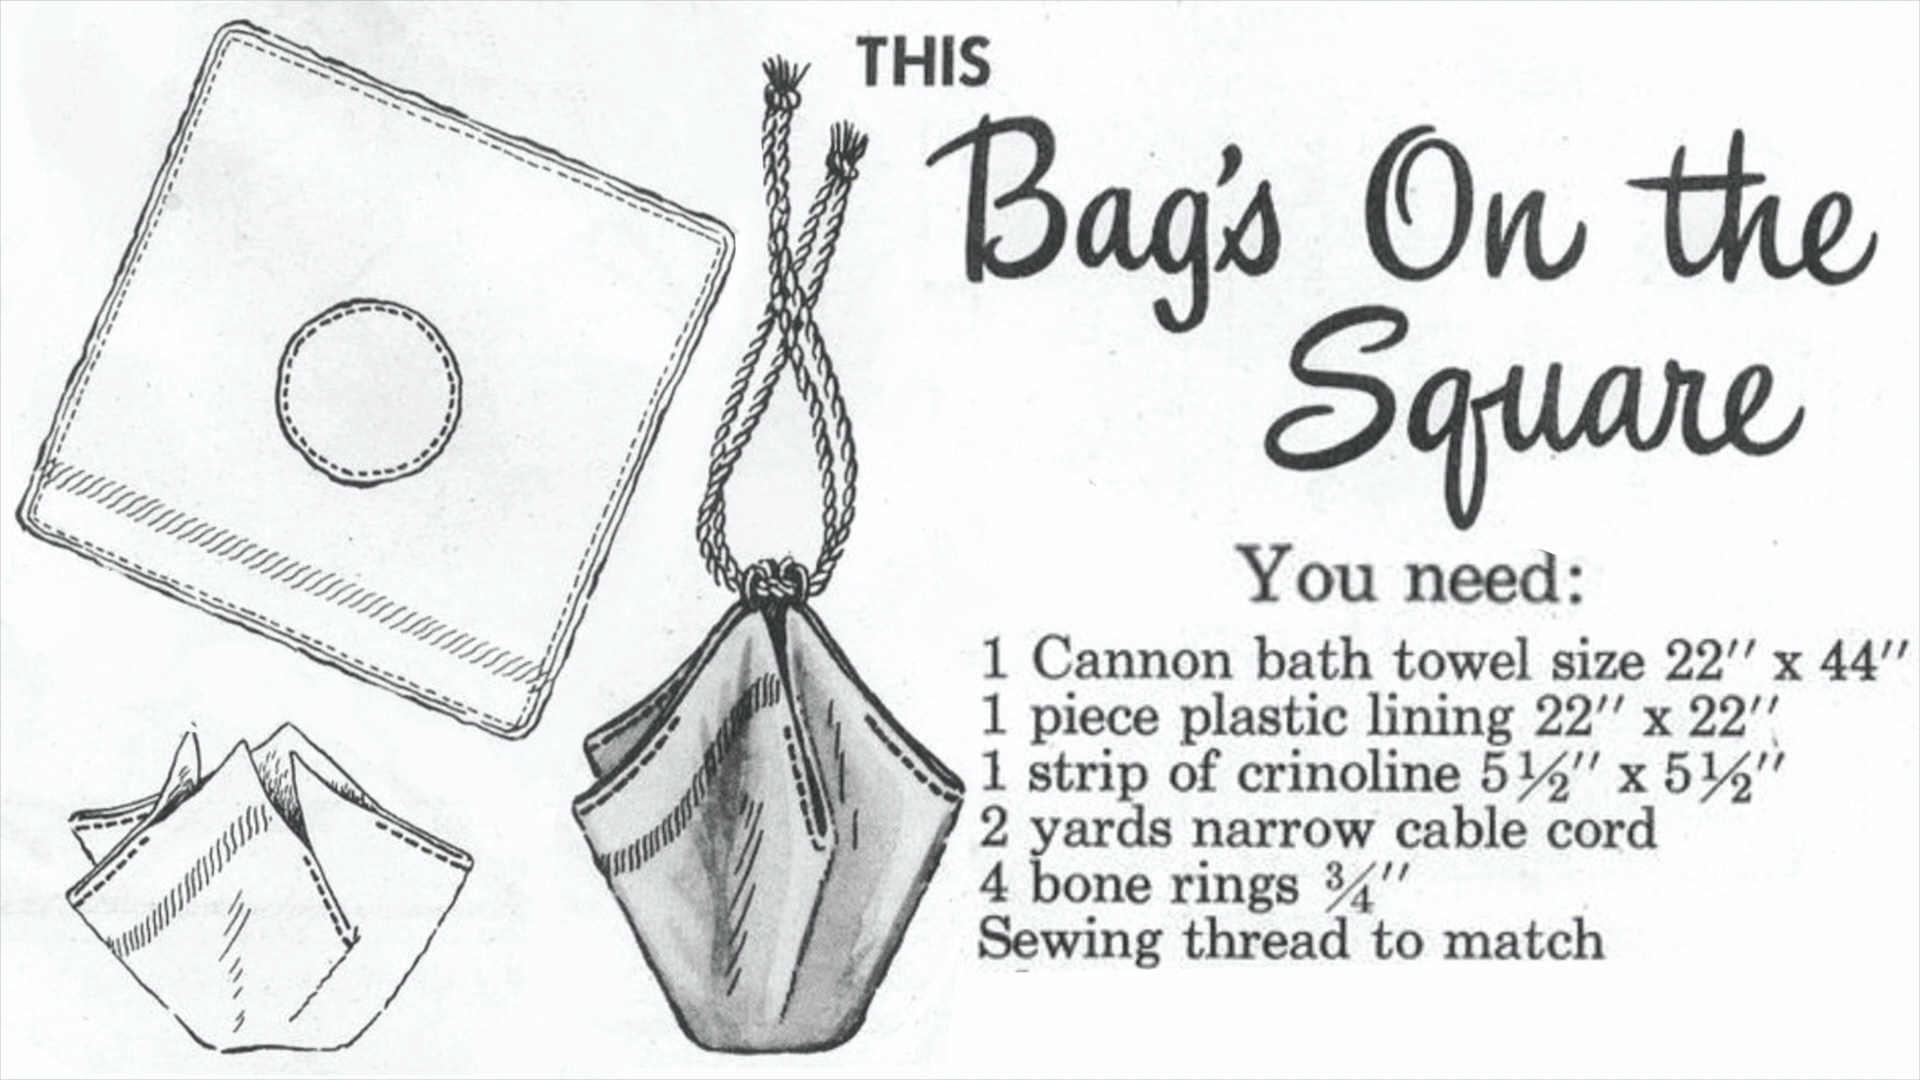 THIS
Bag's On the
Square
You need:
1 Cannon bath towel size 22″ x 44″
1 piece plastic lining 22″ x 22″
1 strip of crinoline 5½″ x 5½″
2 yards narrow cable cord
4 bone rings ¾″
Sewing thread to match